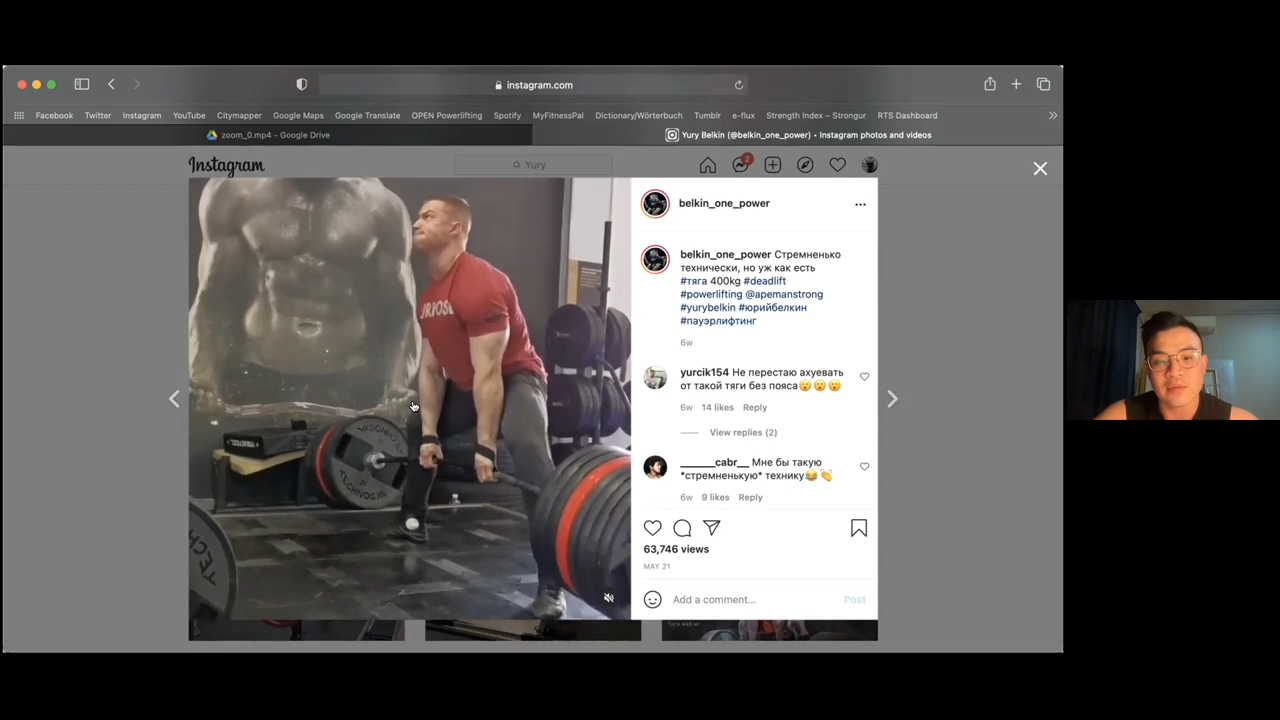 instagram.com
Facebook Twitter Instagram YouTube Citymapper Google Maps Google Translate OPEN Powerlifting Spotify MyFitnessPal Dictionary/Wörterbuch Tumblr e-flux Strength Index – Strongur RTS Dashboard
zoom_0.mp4 - Google Drive
Yury Belkin (@belkin_one_power) • Instagram photos and videos
Instagram
Yury
2
belkin_one_power
belkin_one_power Стремненько
технически, но уж как есть
#тяга 400kg #deadlift
#powerlifting @apemanstrong
#yurybelkin #юрийбелкин
#пауэрлифтинг
6w
yurcik154 Не перестаю ахуевать
от такой тяги без пояса😮😮😮
6w 14 likes Reply
View replies (2)
_______cabr__ Мне бы такую
*стремненькую* технику😂👏
6w 9 likes Reply
63,746 views
MAY 21
Add a comment...
Post